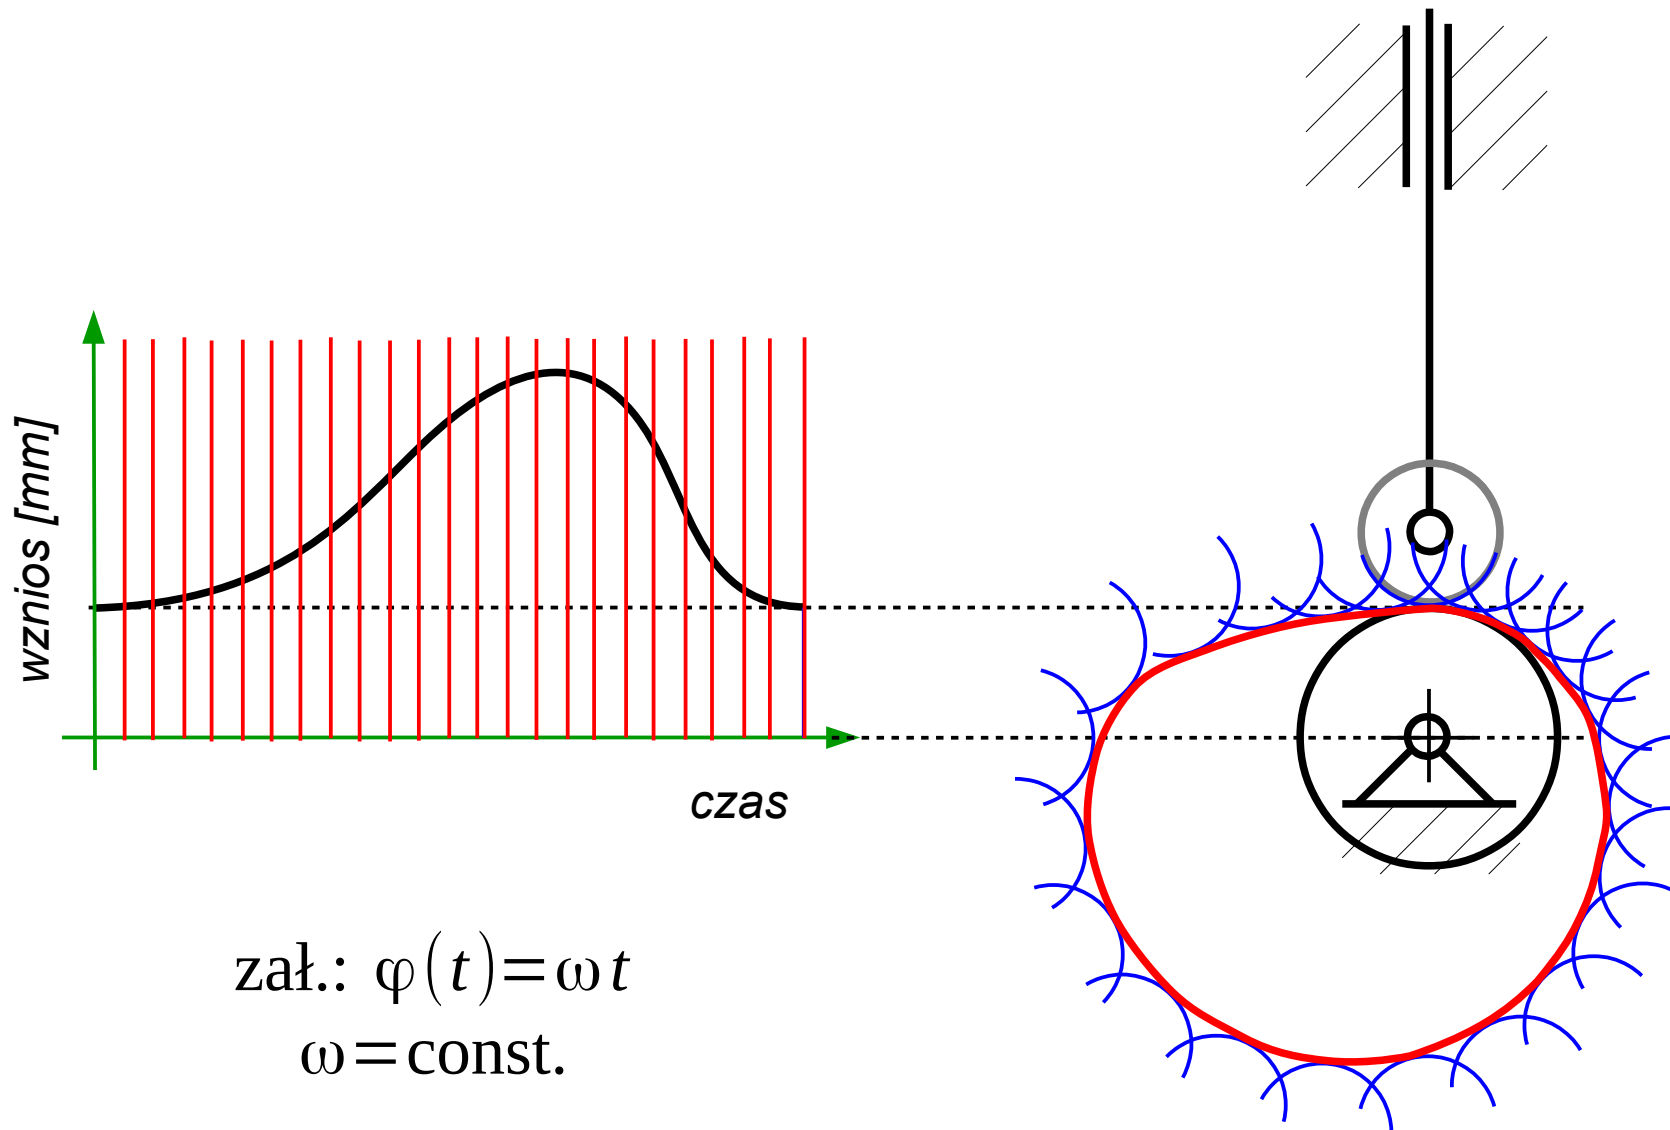 wznios [mm]
czas
zał.: φ(t)=ωt
ω=const.